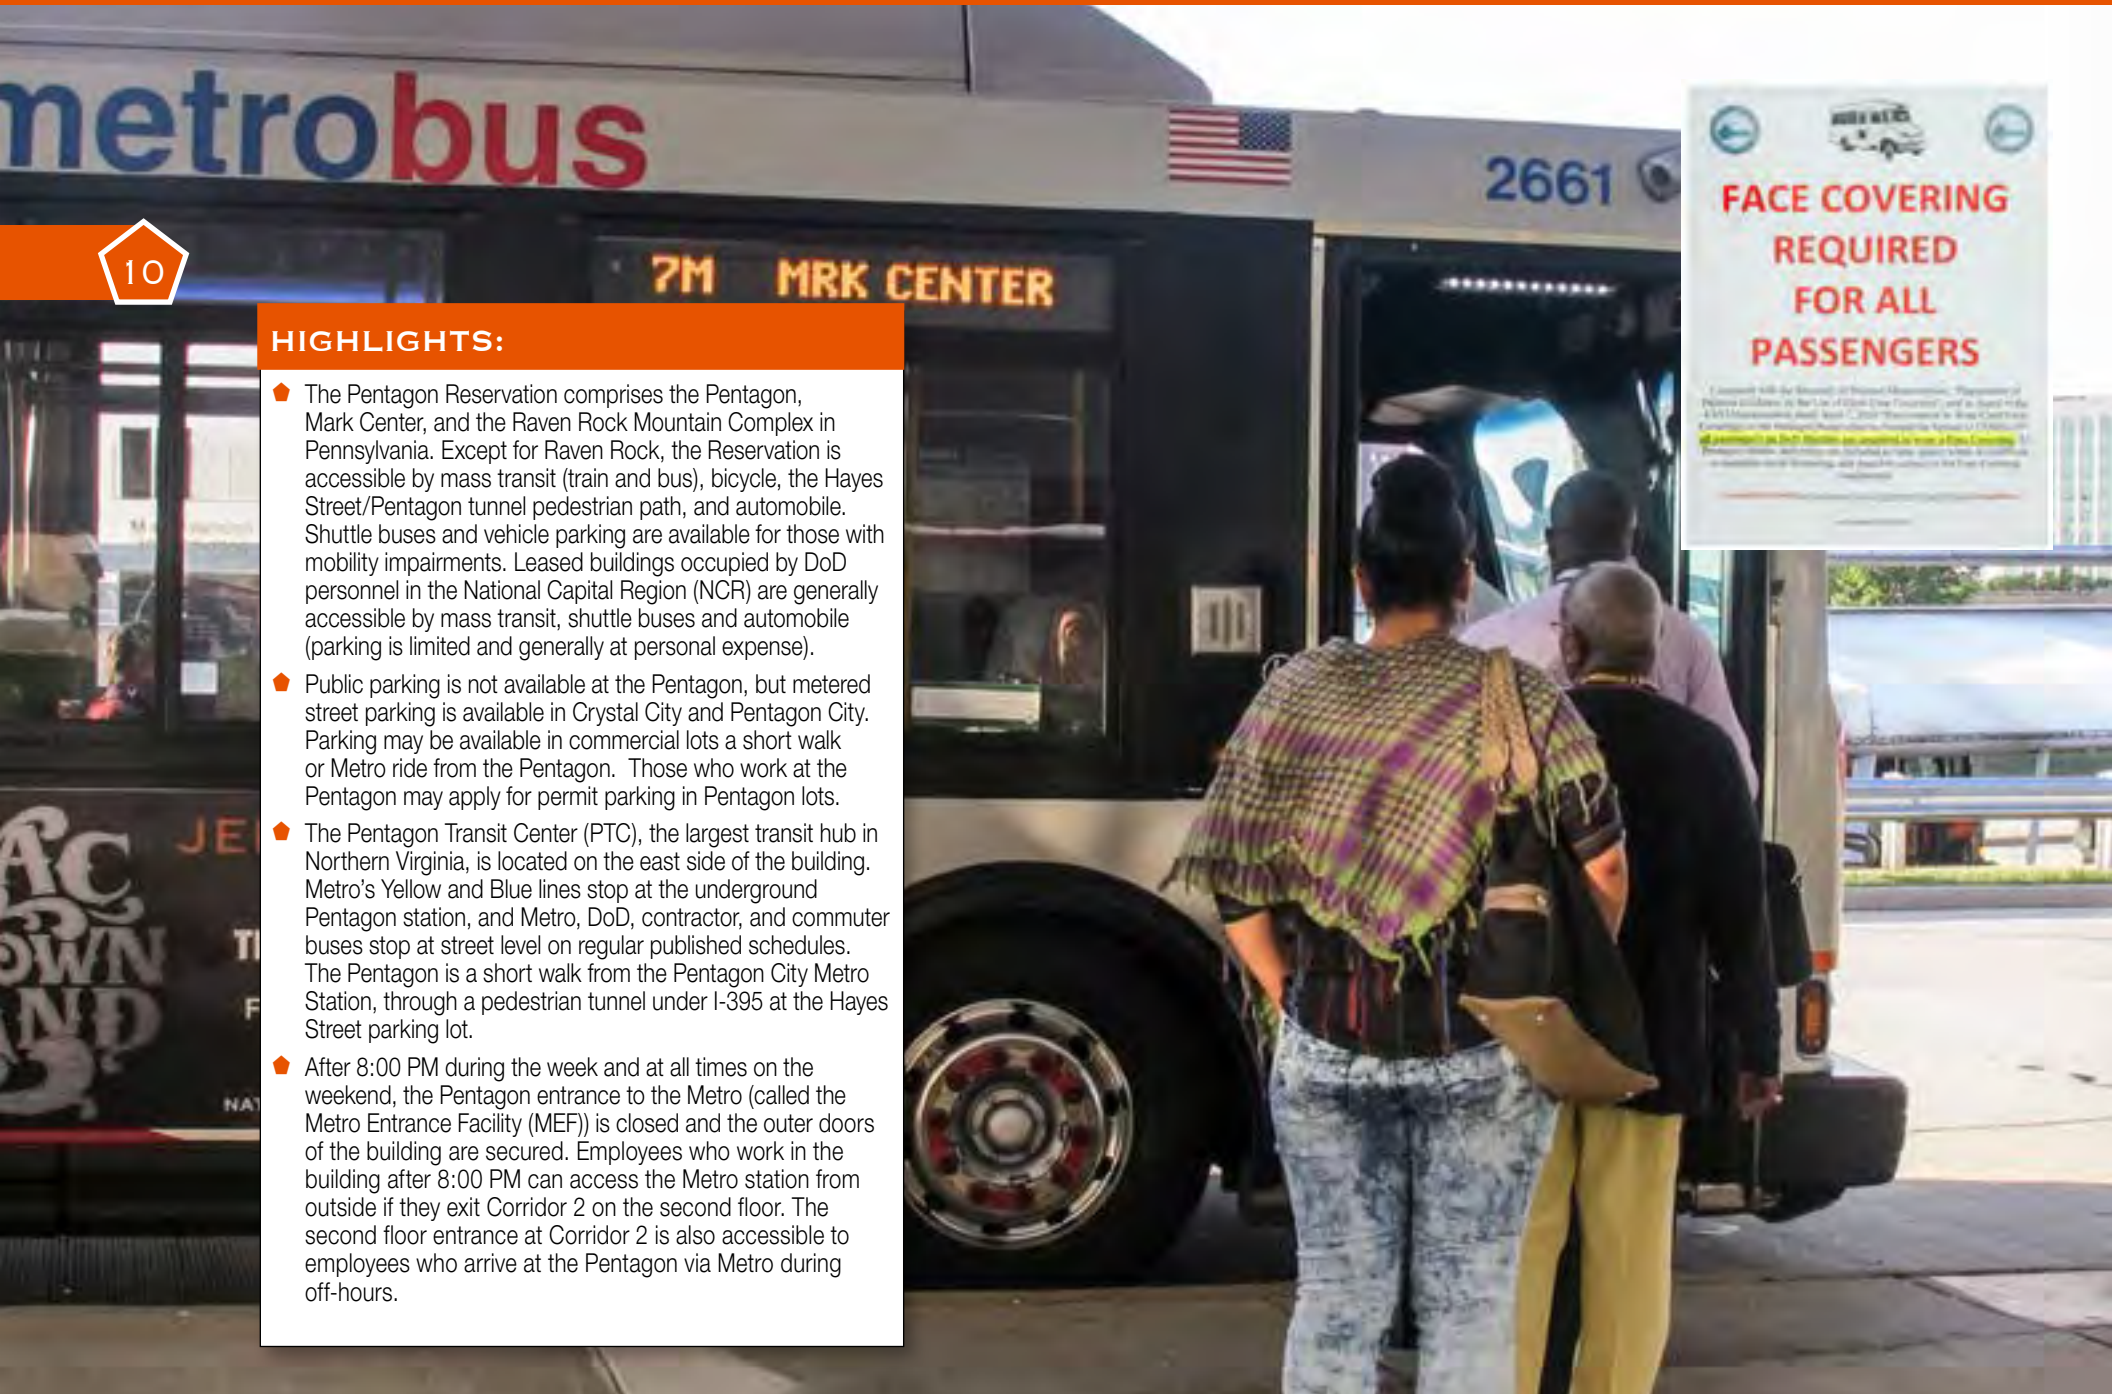 metrobus
2661
7M MRK CENTER
10
FACE COVERING
REQUIRED
FOR ALL
PASSENGERS
HIGHLIGHTS:
The Pentagon Reservation comprises the Pentagon,
Mark Center, and the Raven Rock Mountain Complex in
Pennsylvania. Except for Raven Rock, the Reservation is
accessible by mass transit (train and bus), bicycle, the Hayes
Street/Pentagon tunnel pedestrian path, and automobile.
Shuttle buses and vehicle parking are available for those with
mobility impairments. Leased buildings occupied by DoD
personnel in the National Capital Region (NCR) are generally
accessible by mass transit, shuttle buses and automobile
(parking is limited and generally at personal expense).
Public parking is not available at the Pentagon, but metered
street parking is available in Crystal City and Pentagon City.
Parking may be available in commercial lots a short walk
or Metro ride from the Pentagon. Those who work at the
Pentagon may apply for permit parking in Pentagon lots.
The Pentagon Transit Center (PTC), the largest transit hub in
Northern Virginia, is located on the east side of the building.
Metro's Yellow and Blue lines stop at the underground
Pentagon station, and Metro, DoD, contractor, and commuter
buses stop at street level on regular published schedules.
The Pentagon is a short walk from the Pentagon City Metro
Station, through a pedestrian tunnel under I-395 at the Hayes
Street parking lot.
After 8:00 PM during the week and at all times on the
weekend, the Pentagon entrance to the Metro (called the
Metro Entrance Facility (MEF)) is closed and the outer doors
of the building are secured. Employees who work in the
building after 8:00 PM can access the Metro station from
outside if they exit Corridor 2 on the second floor. The
second floor entrance at Corridor 2 is also accessible to
employees who arrive at the Pentagon via Metro during
off-hours.